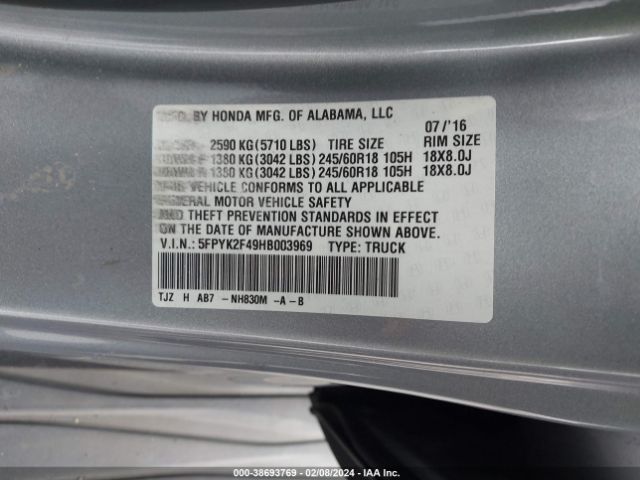 BY HONDA MFG. OF ALABAMA, LLC
07/'16
2590 KG(5710 LBS) TIRE SIZE RIM SIZE
1380 KG(3042 LBS) 245/60R18 105H 18X8.0J
1350 KG(3042 LBS) 245/60R18 105H 18X8.0J
VEHICLE CONFORMS TO ALL APPLICABLE
MOTOR VEHICLE SAFETY
AND THEFT PREVENTION STANDARDS IN EFFECT
ON THE DATE OF MANUFACTURE SHOWN ABOVE.
V.I.N.: 5FPYK2F49HB003969 TYPE: TRUCK
TJZ H AB7 -NH830M -A-B
000-38693769 - 02/08/2024 - IAA Inc.